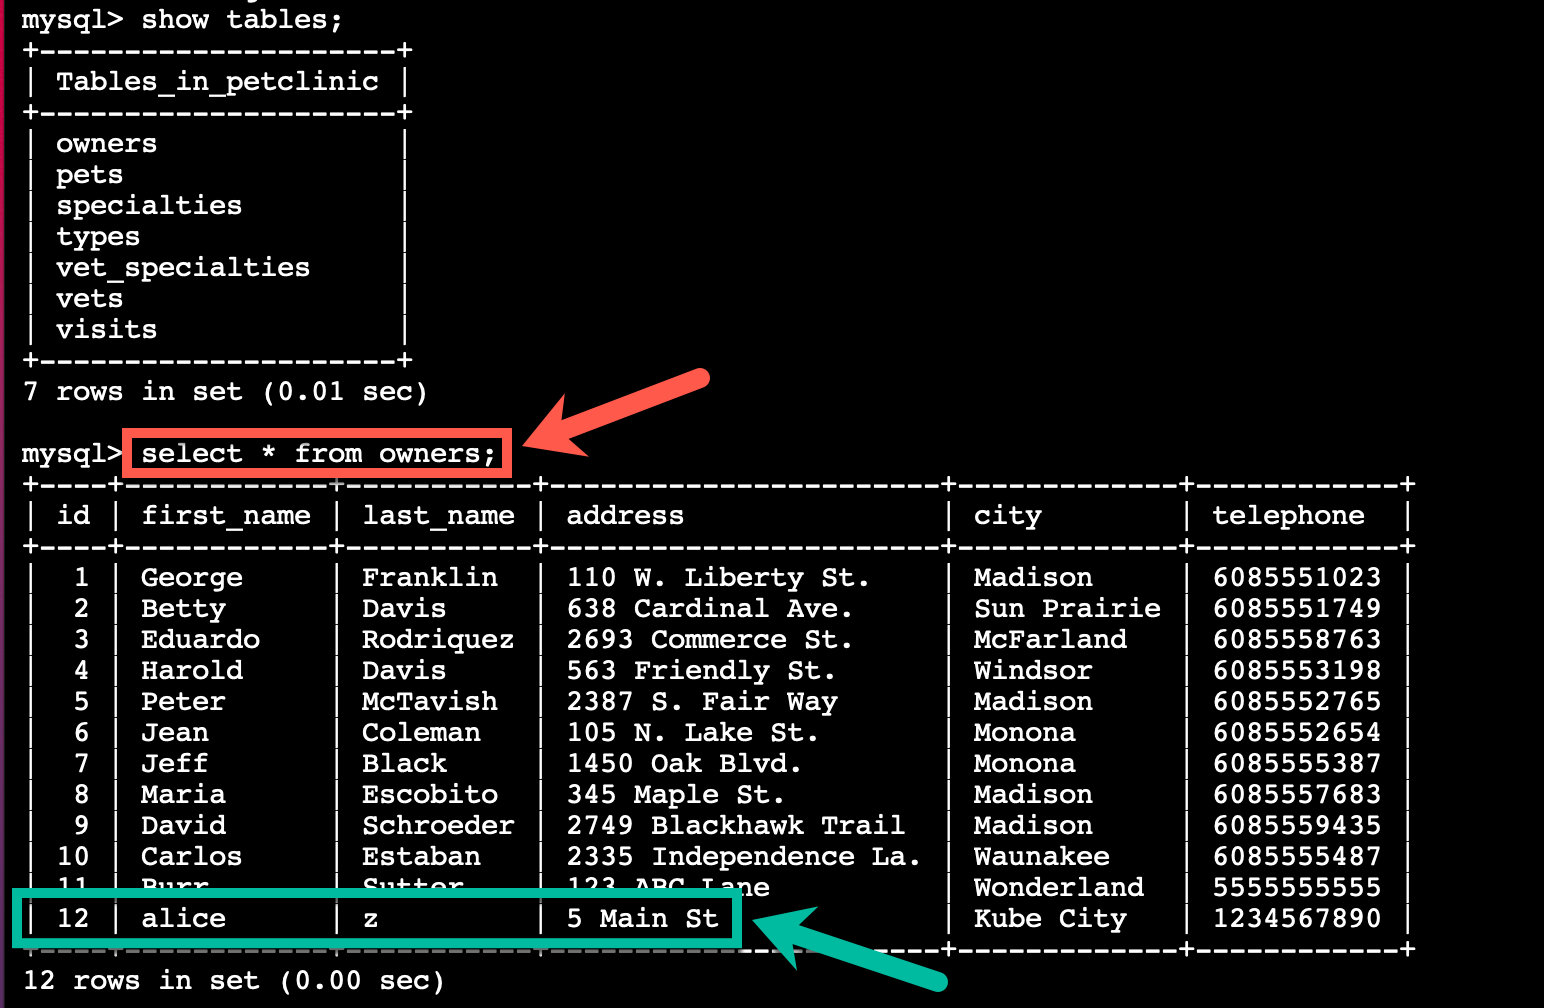 mysql> show tables;
+---------------------+
| Tables_in_petclinic |
+---------------------+
| owners              |
| pets                |
| specialties         |
| types               |
| vet_specialties     |
| vets                |
| visits              |
+---------------------+
7 rows in set (0.01 sec)
mysql> select * from owners;
+----+------------+-----------+-----------------------+-------------+------------+
| id | first_name | last_name | address               | city        | telephone  |
+----+------------+-----------+-----------------------+-------------+------------+
|  1 | George     | Franklin  | 110 W. Liberty St.    | Madison     | 6085551023 |
|  2 | Betty      | Davis     | 638 Cardinal Ave.     | Sun Prairie | 6085551749 |
|  3 | Eduardo    | Rodriquez | 2693 Commerce St.     | McFarland   | 6085558763 |
|  4 | Harold     | Davis     | 563 Friendly St.      | Windsor     | 6085553198 |
|  5 | Peter      | McTavish  | 2387 S. Fair Way      | Madison     | 6085552765 |
|  6 | Jean       | Coleman   | 105 N. Lake St.       | Monona      | 6085552654 |
|  7 | Jeff       | Black     | 1450 Oak Blvd.        | Monona      | 6085555387 |
|  8 | Maria      | Escobito  | 345 Maple St.         | Madison     | 6085557683 |
|  9 | David      | Schroeder | 2749 Blackhawk Trail  | Madison     | 6085559435 |
| 10 | Carlos     | Estaban   | 2335 Independence La. | Waunakee    | 6085555487 |
| 11 | Burr       | Sutter    | 123 ABC Lane          | Wonderland  | 5555555555 |
| 12 | alice      | z         | 5 Main St             | Kube City   | 1234567890 |
+----+------------+-----------+-----------------------+-------------+------------+
12 rows in set (0.00 sec)